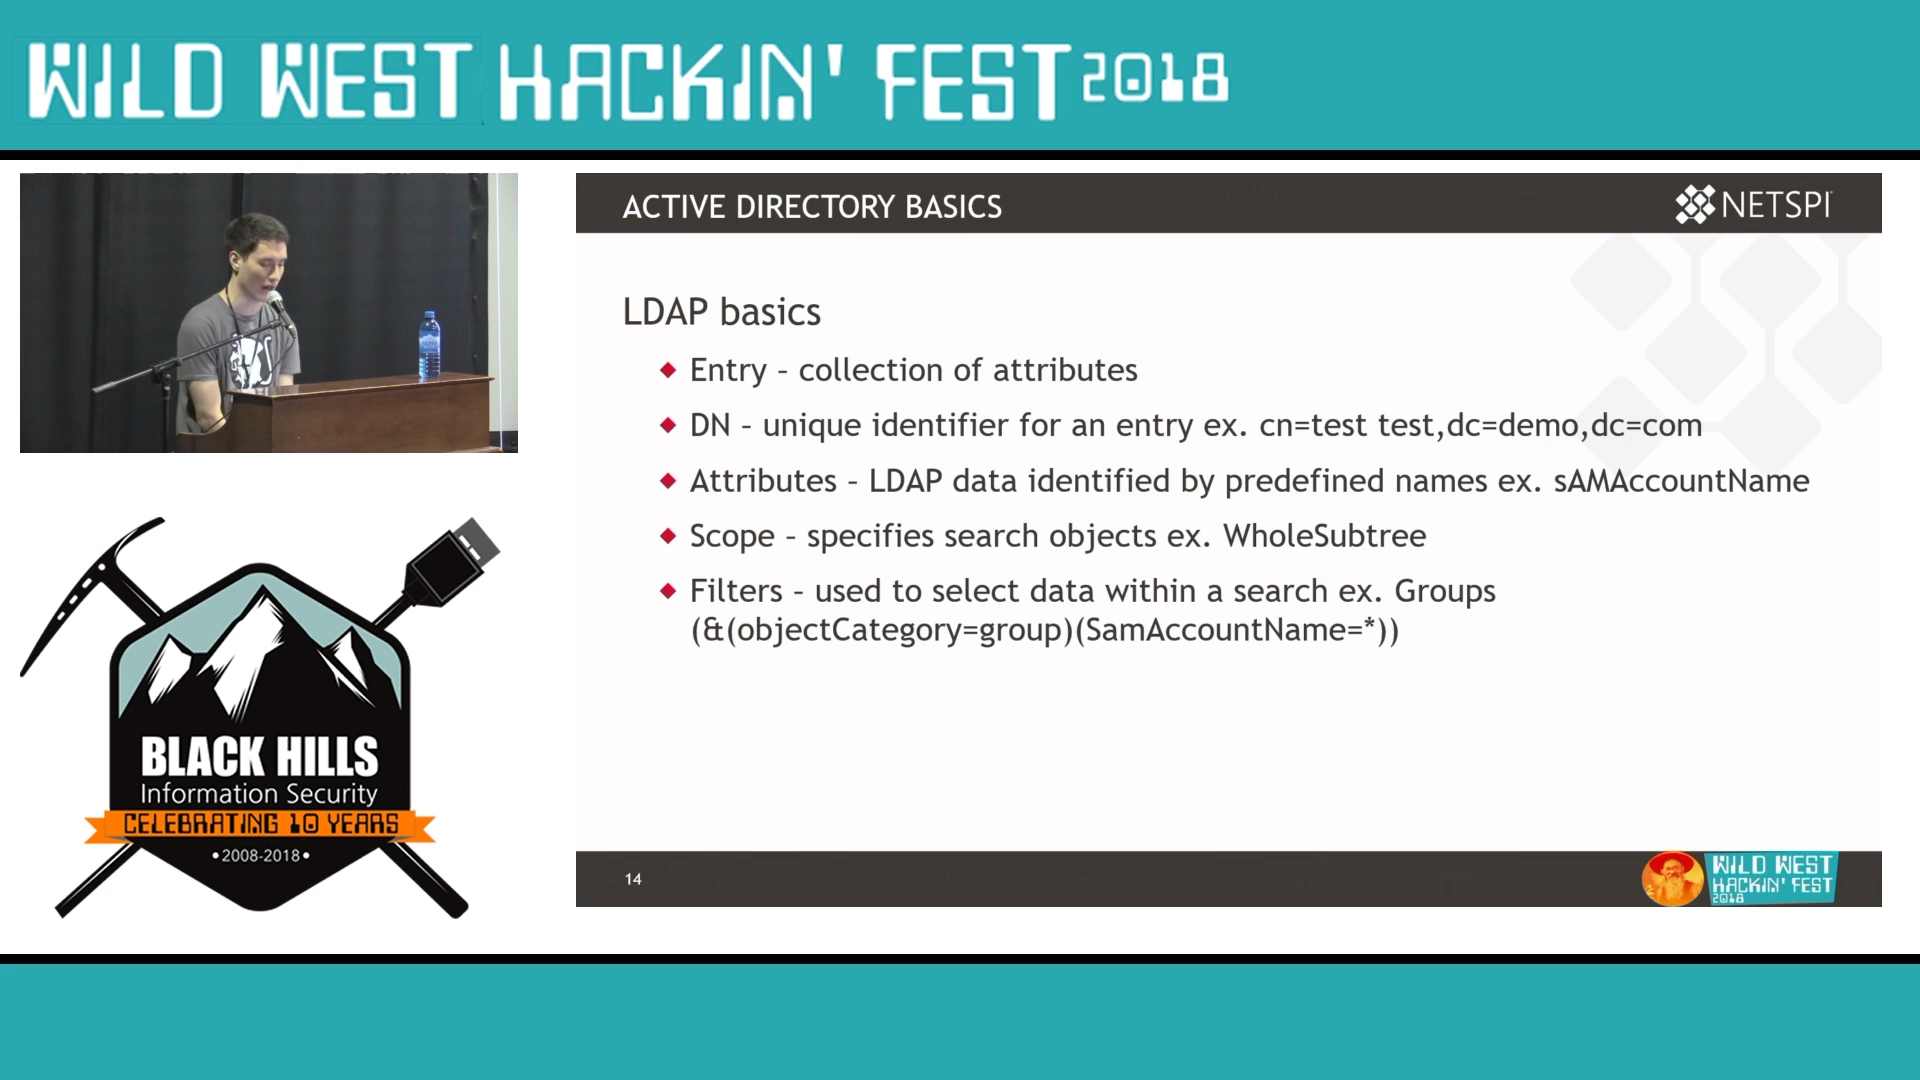 WILD WEST HACKIN' FEST 2018
ACTIVE DIRECTORY BASICS
NETSPI
LDAP basics
Entry – collection of attributes
DN – unique identifier for an entry ex. cn=test test,dc=demo,dc=com
Attributes – LDAP data identified by predefined names ex. sAMAccountName
Scope – specifies search objects ex. WholeSubtree
Filters – used to select data within a search ex. Groups
(&(objectCategory=group)(SamAccountName=*))
BLACK HILLS
Information Security
CELEBRATING 10 YEARS
•2008-2018•
14
WILD WEST
HACKIN' FEST
2018